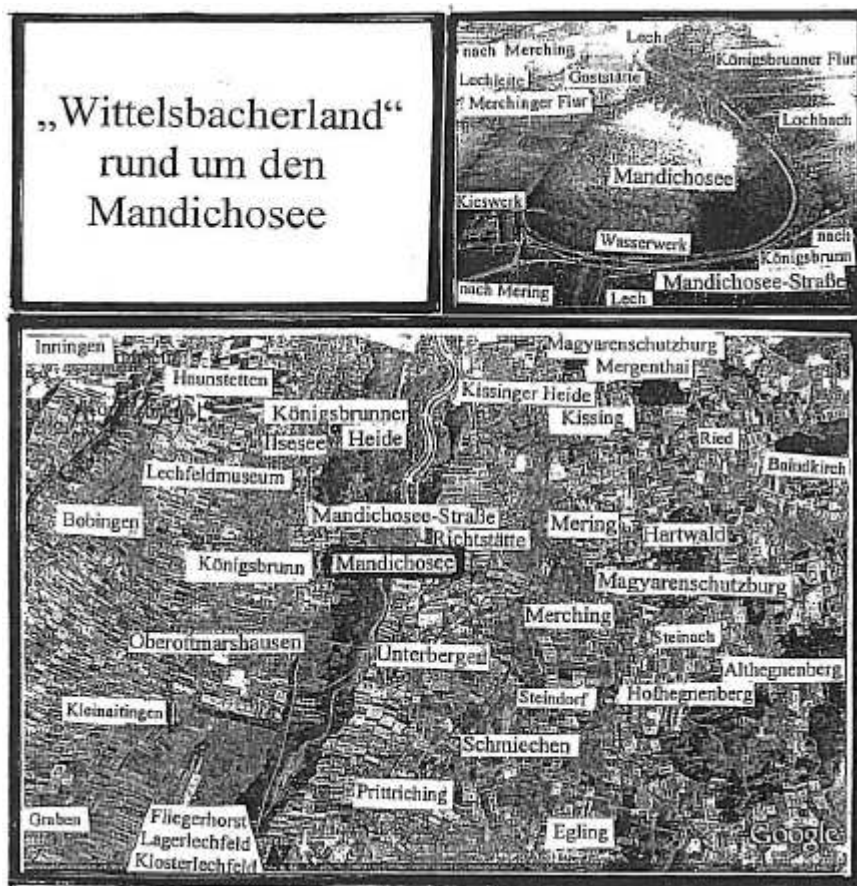 „Wittelsbacherland“
rund um den
Mandichosee
Lech
nach Merching
Königsbrunner Flur
Lechleite
Gaststätte
Merchinger Flur
Lochbach
Mandichosee
Kieswerk
Wasserwerk
nach
Königsbrunn
Mandichosee-Straße
nach Mering
Lech
Inningen
Magyarenschutzburg
Mergenthau
Haunstetten
Kissinger Heide
Königsbrunner
Heide
Kissing
Ilsesee
Ried
Lechfeldmuseum
Baindlkirch
Bobingen
Mandichosee-Straße
Mering
Hartwald
Richtstätte
Königsbrunn
Mandichosee
Magyarenschutzburg
Merching
Oberottmarshausen
Steinach
Unterbergen
Althegnenberg
Steindorf
Hofhegnenberg
Kleinaitingen
Schmiechen
Prittriching
Graben
Fliegerhorst
Lagerlechfeld
Klosterlechfeld
Egling
Google